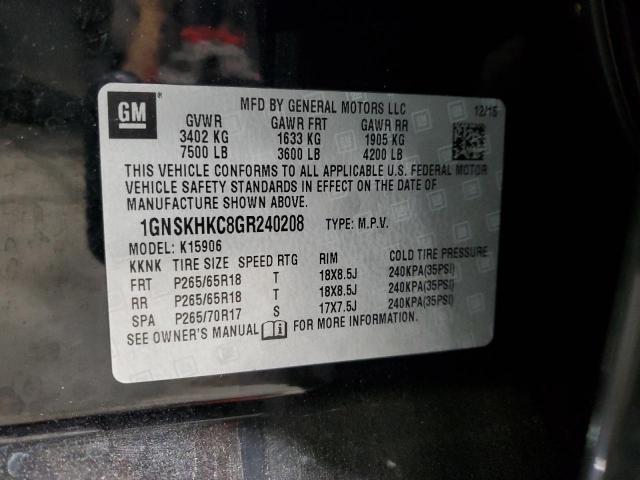 GM
MFD BY GENERAL MOTORS LLC
12/15
GVWR GAWR FRT GAWR RR
3402 KG 1633 KG 1905 KG
7500 LB 3600 LB 4200 LB
THIS VEHICLE CONFORMS TO ALL APPLICABLE U.S. FEDERAL MOTOR
VEHICLE SAFETY STANDARDS IN EFFECT ON THE DATE OF
MANUFACTURE SHOWN ABOVE.
1GNSKHKC8GR240208 TYPE: M.P.V.
MODEL: K15906
KKNK TIRE SIZE SPEED RTG RIM COLD TIRE PRESSURE
FRT P265/65R18 T 18X8.5J 240KPA(35PSI)
RR P265/65R18 T 18X8.5J 240KPA(35PSI)
SPA P265/70R17 S 17X7.5J 240KPA(35PSI)
SEE OWNER'S MANUAL FOR MORE INFORMATION.